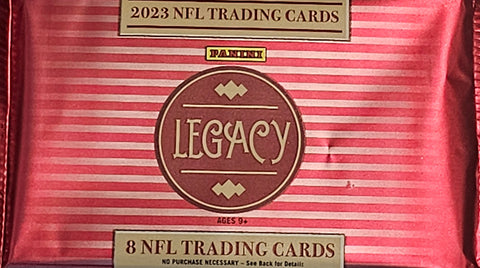 2023 NFL TRADING CARDS
PANINI
LEGACY
AGES 9+
8 NFL TRADING CARDS
NO PURCHASE NECESSARY – See Back for Details